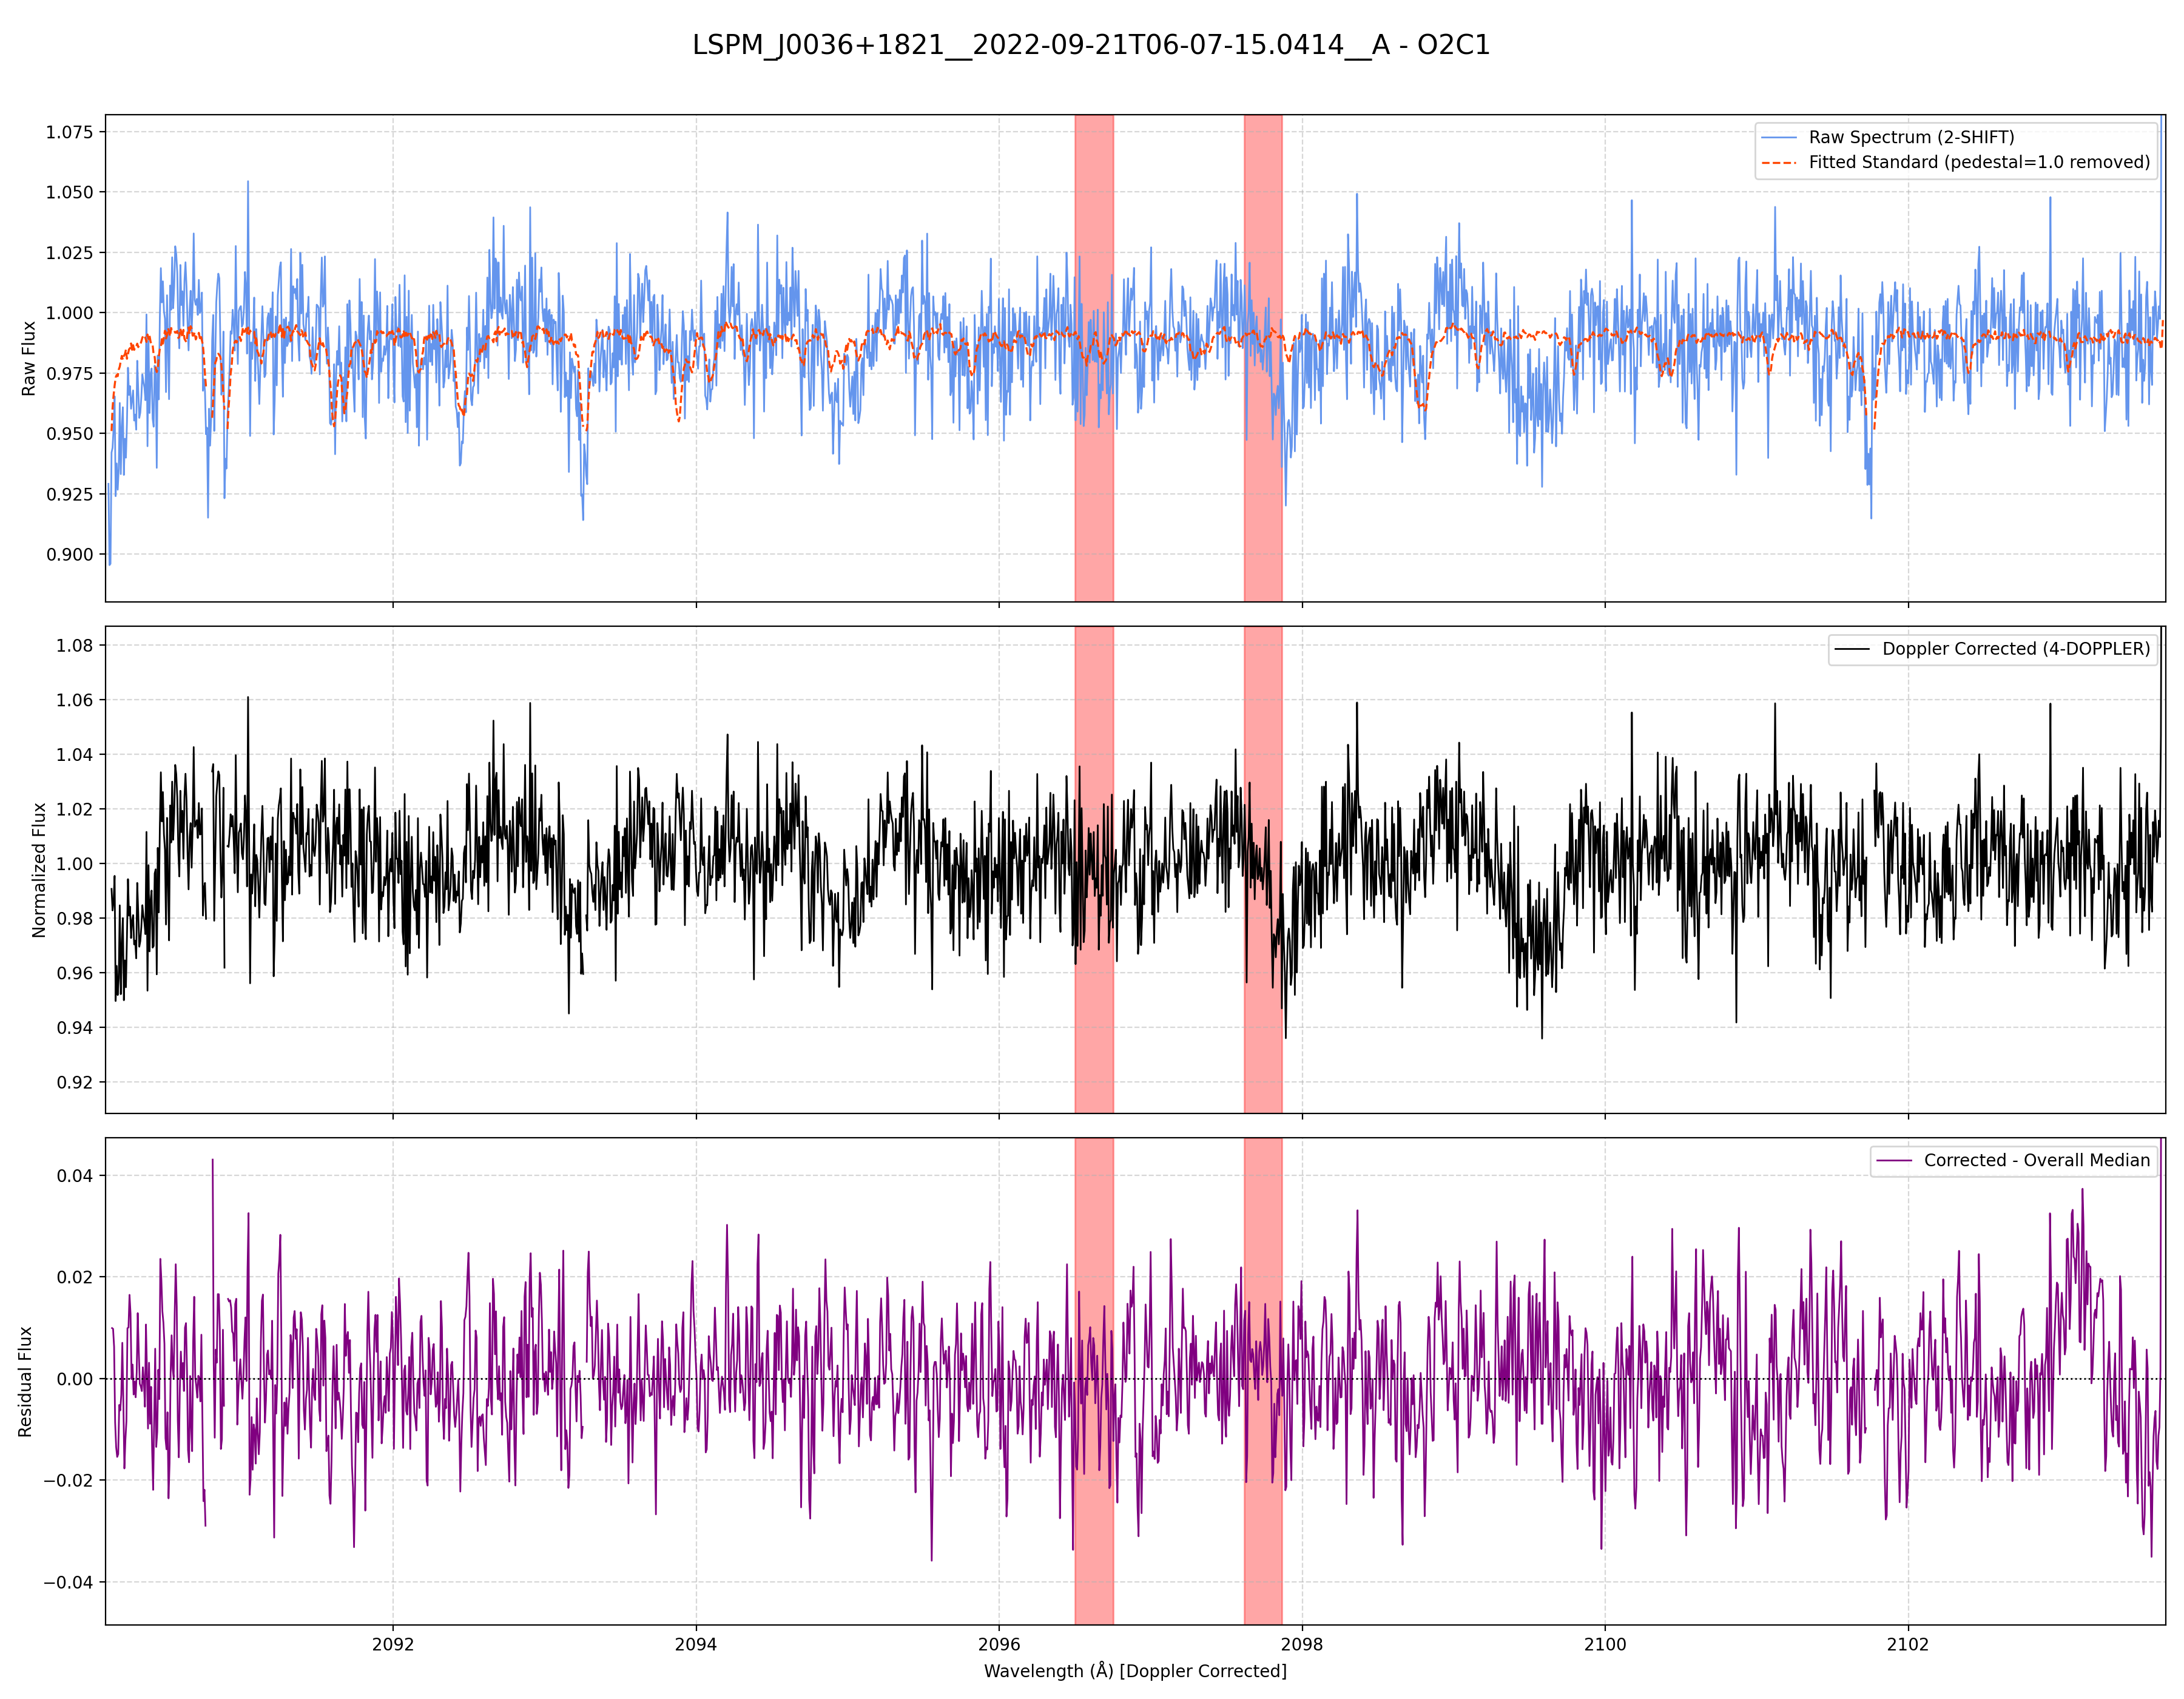 LSPM_J0036+1821__2022-09-21T06-07-15.0414__A - O2C1
Raw Flux
1.075
1.050
1.025
1.000
0.975
0.950
0.925
0.900
Raw Spectrum (2-SHIFT)
Fitted Standard (pedestal=1.0 removed)
Normalized Flux
1.08
1.06
1.04
1.02
1.00
0.98
0.96
0.94
0.92
Doppler Corrected (4-DOPPLER)
Residual Flux
0.04
0.02
0.00
−0.02
−0.04
Corrected - Overall Median
2092 2094 2096 2098 2100 2102
Wavelength (Å) [Doppler Corrected]